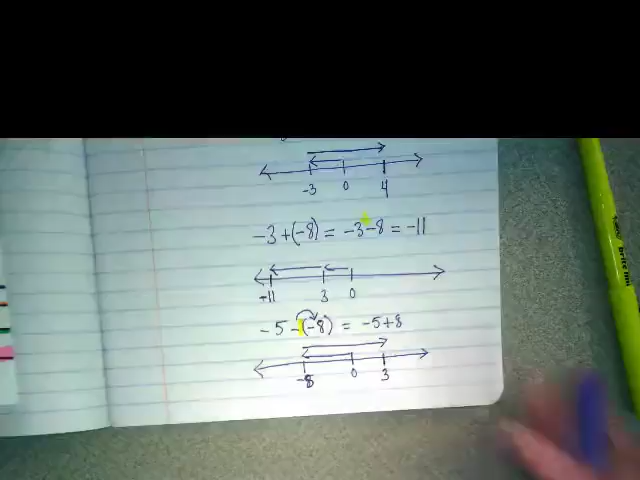 -3 0 4
-3+(-8) = -3-8 = -11
-11 3 0
-5-(-8) = -5+8
-8 0 3